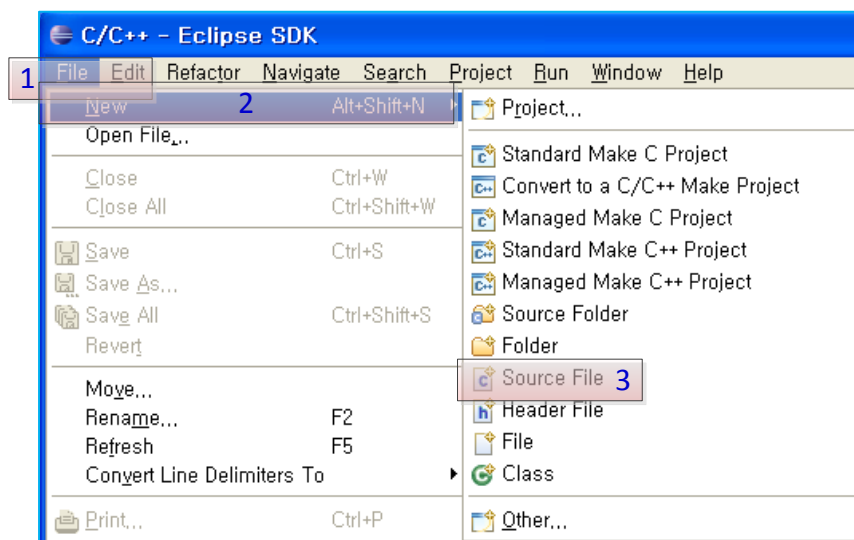 C/C++ - Eclipse SDK
1 File Edit Refactor Navigate Search Project Run Window Help
New 2 Alt+Shift+N
Open File...
Close Ctrl+W
Close All Ctrl+Shift+W
Save Ctrl+S
Save As...
Save All Ctrl+Shift+S
Revert
Move...
Rename... F2
Refresh F5
Convert Line Delimiters To
Print... Ctrl+P
Project...
Standard Make C Project
Convert to a C/C++ Make Project
Managed Make C Project
Standard Make C++ Project
Managed Make C++ Project
Source Folder
Folder
Source File 3
Header File
File
Class
Other...